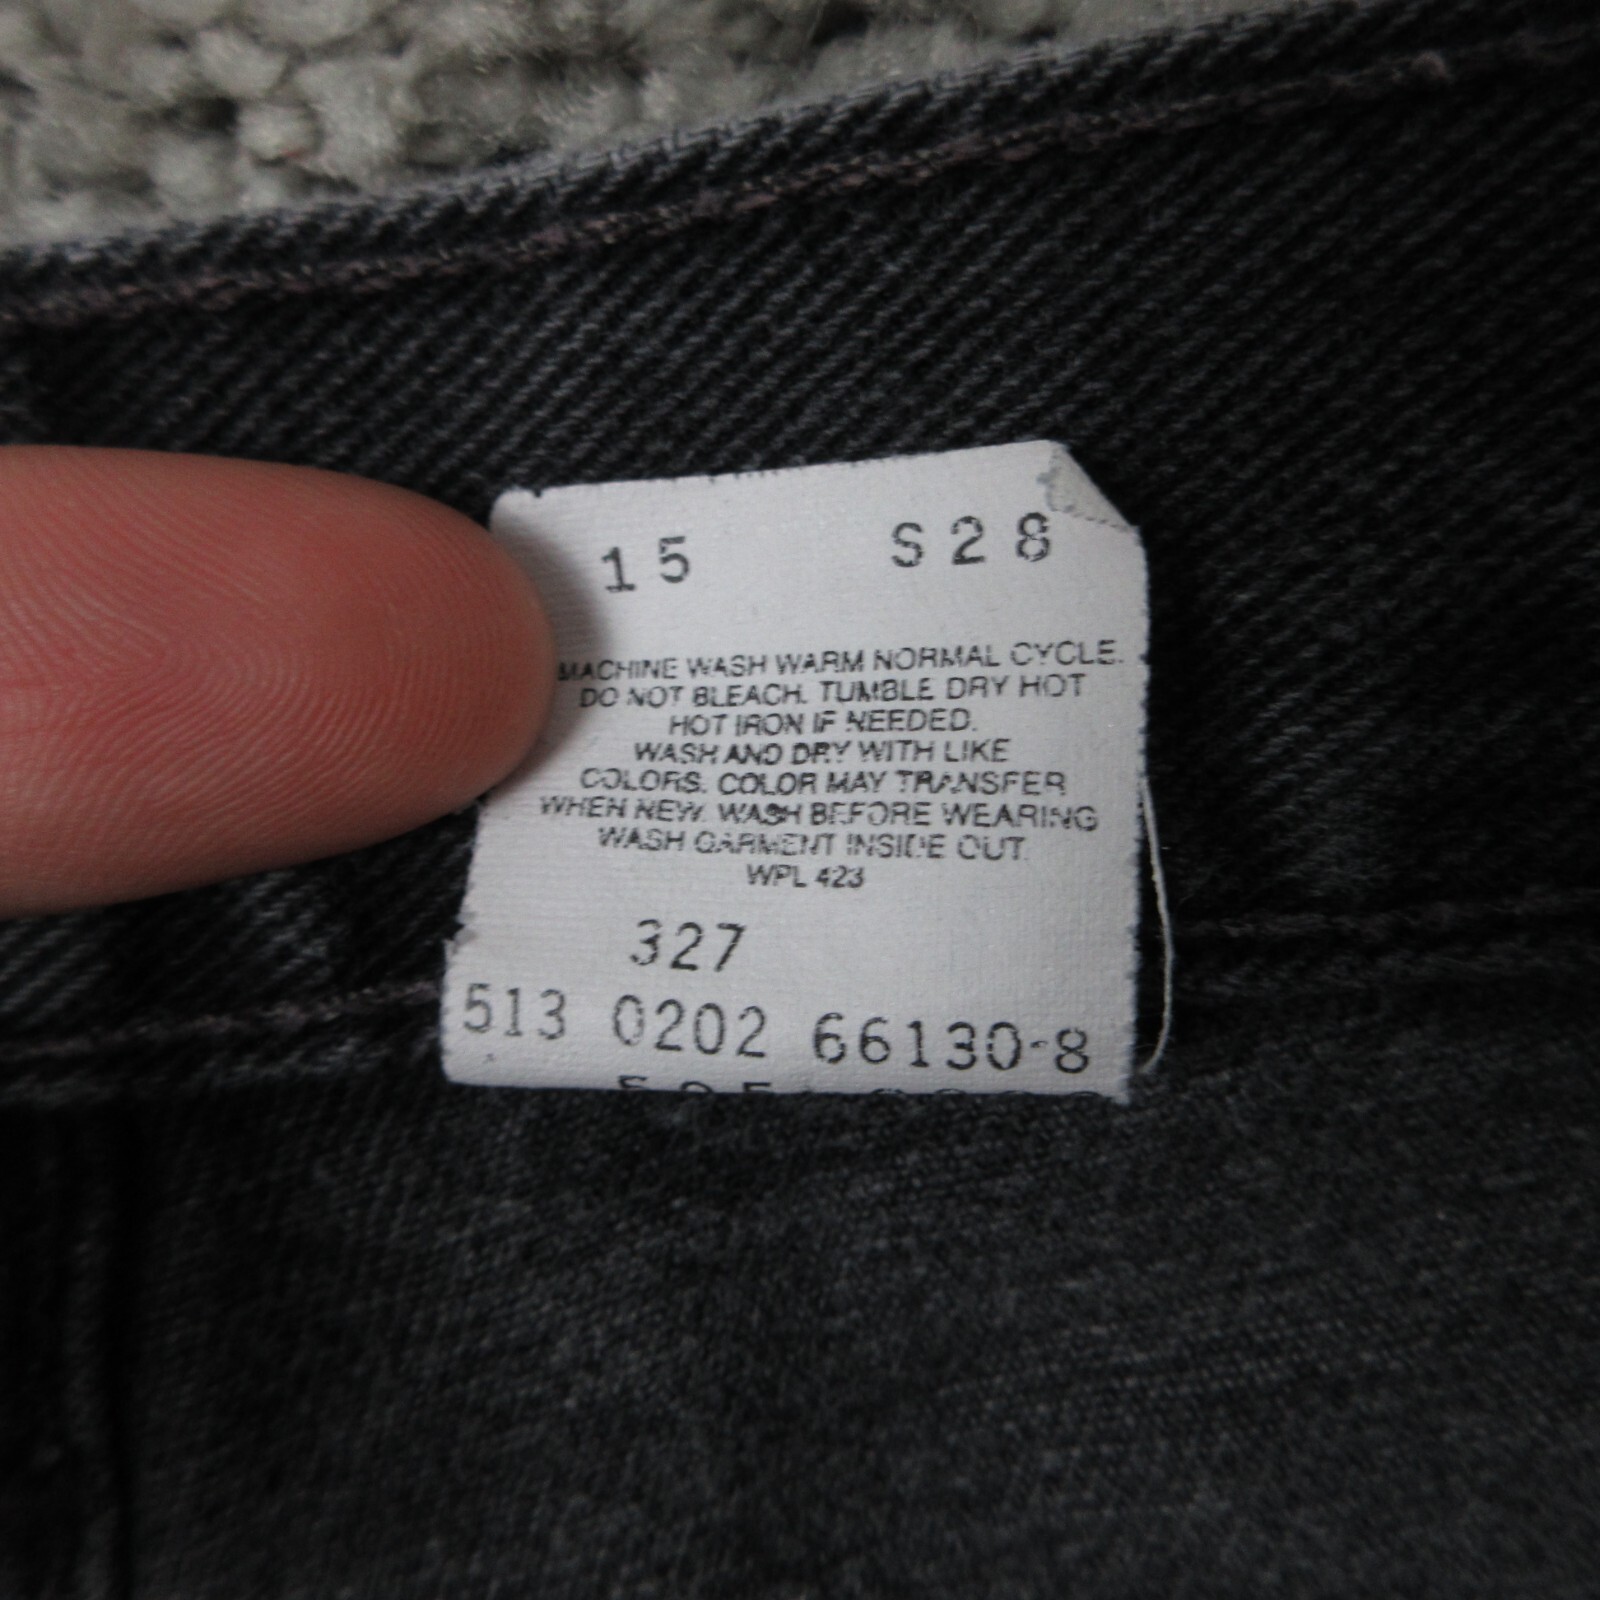 15 S28
MACHINE WASH WARM NORMAL CYCLE.
DO NOT BLEACH. TUMBLE DRY HOT
HOT IRON IF NEEDED.
WASH AND DRY WITH LIKE
COLORS. COLOR MAY TRANSFER
WHEN NEW. WASH BEFORE WEARING
WASH GARMENT INSIDE OUT.
WPL 423
327
513 0202 66130-8